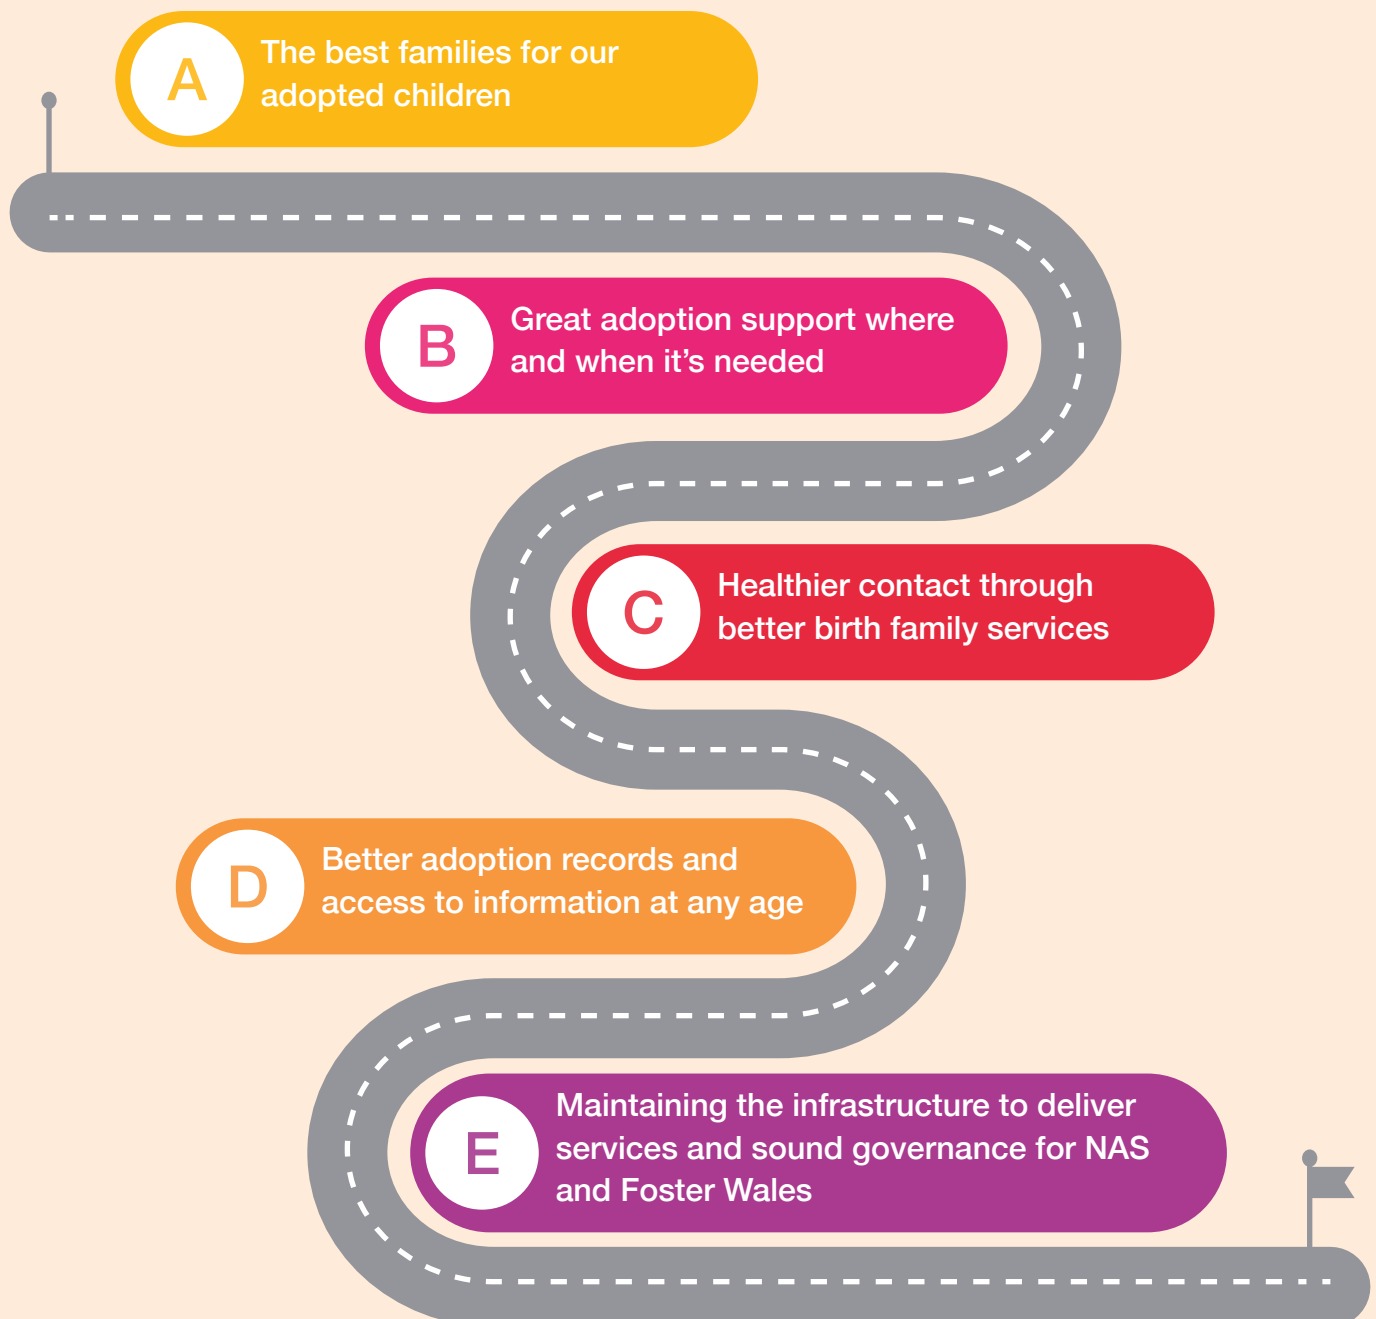 A
The best families for our
adopted children
B
Great adoption support where
and when it's needed
C
Healthier contact through
better birth family services
D
Better adoption records and
access to information at any age
E
Maintaining the infrastructure to deliver
services and sound governance for NAS
and Foster Wales